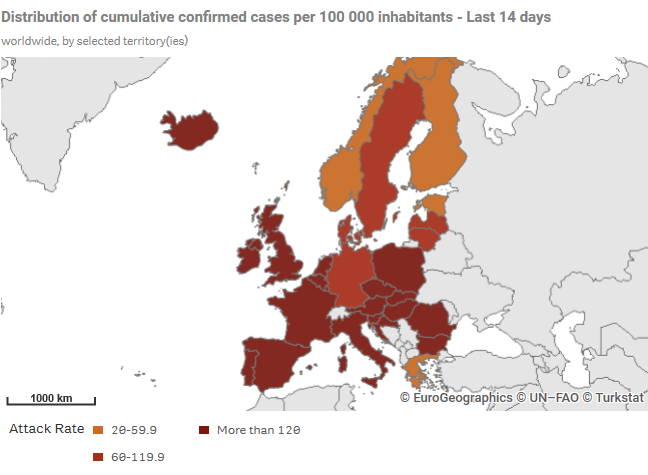 Distribution of cumulative confirmed cases per 100 000 inhabitants - Last 14 days
worldwide, by selected territory(ies)
1000 km
© EuroGeographics © UN-FAO © Turkstat
Attack Rate
20-59.9
More than 120
60-119.9